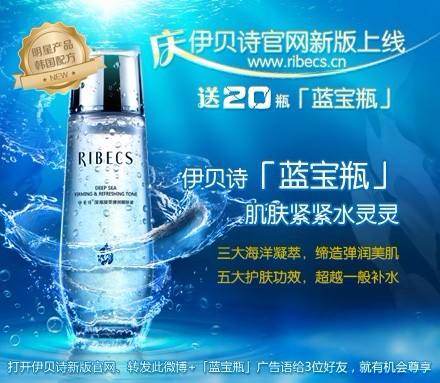 明星产品
韩国配方
NEW
庆伊贝诗官网新版上线
www.ribecs.cn
送20瓶「蓝宝瓶」
RIBECS
DEEP SEA
FIRMING & REFRESHING TONER
伊贝诗「蓝宝瓶」
肌肤紧紧水灵灵
三大海洋凝萃，缔造弹润美肌
五大护肤功效，超越一般补水
打开伊贝诗新版官网、转发此微博+「蓝宝瓶」广告语给3位好友，就有机会尊享